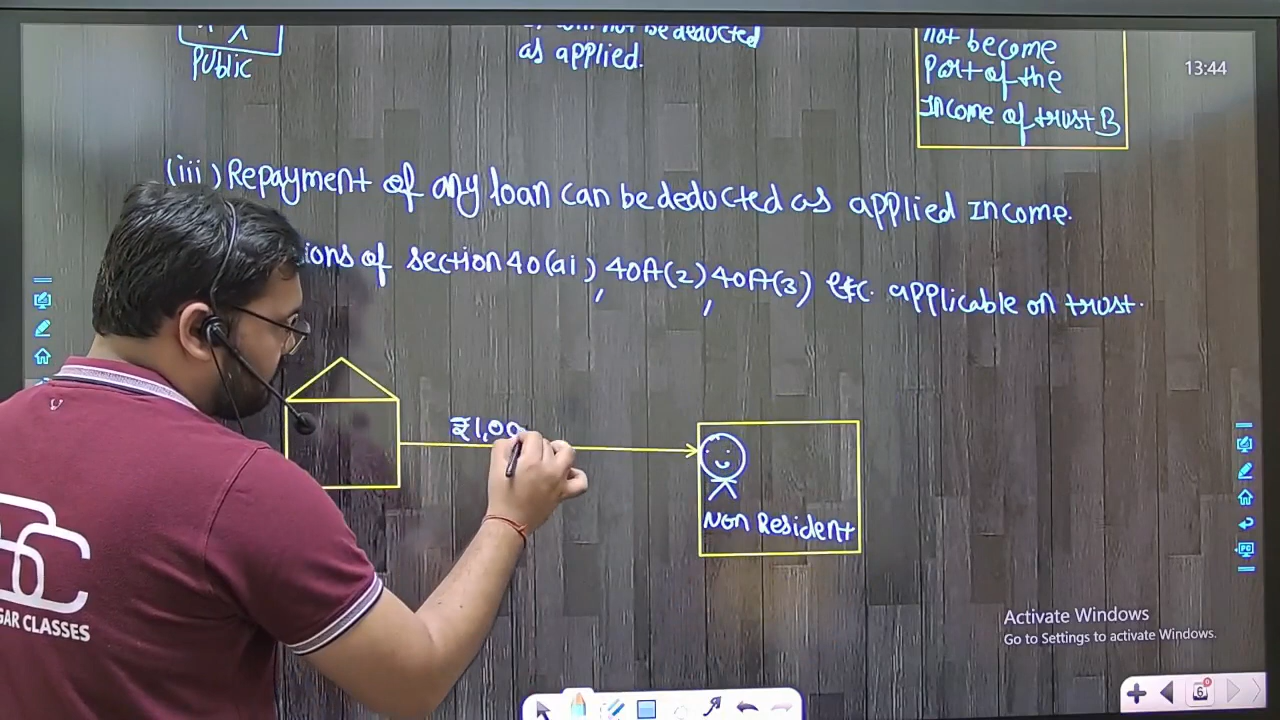 Public
as applied.
not become
Part of the
Income of trust B
13:44
(iii) Repayment of any loan can be deducted as applied Income.
ions of section 40(ai), 40A(2), 40A(3) etc. applicable on trust.
₹1,00
Non Resident
GAR CLASSES
Activate Windows
Go to Settings to activate Windows.
6